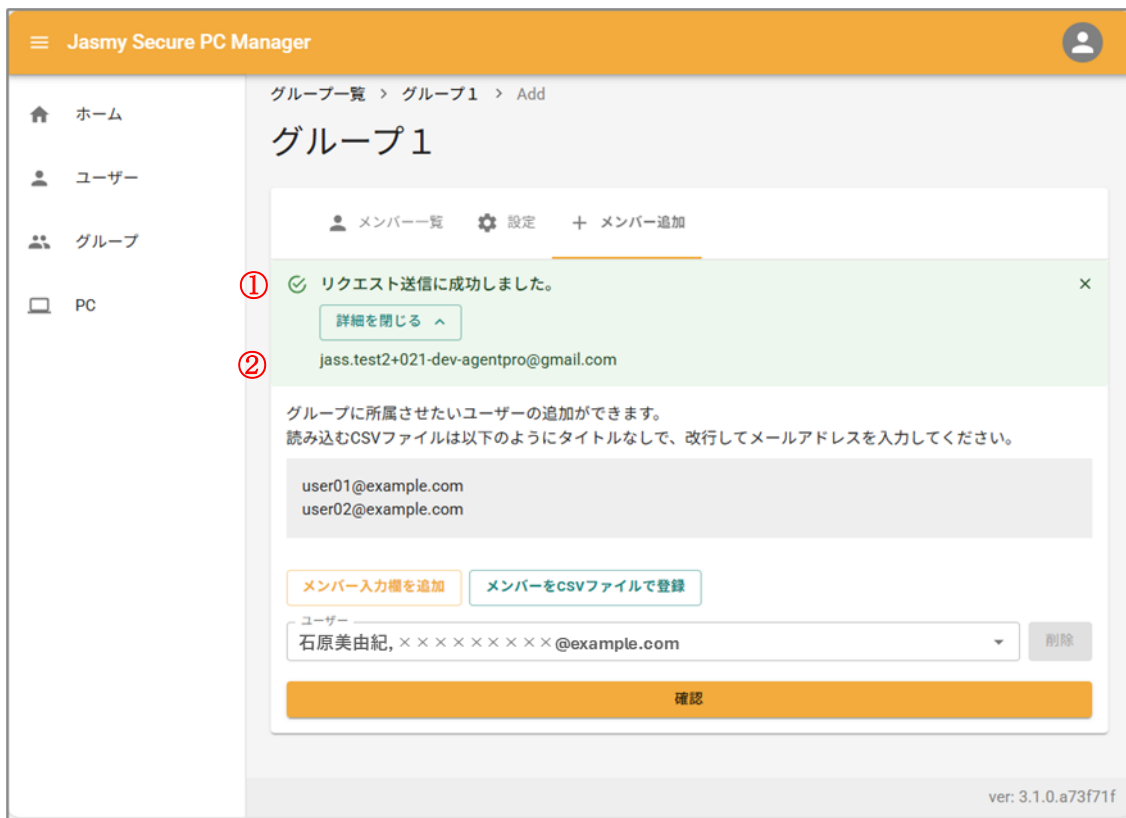 Jasmy Secure PC Manager
ホーム
ユーザー
グループ
PC
グループ一覧 > グループ1 > Add
グループ１
メンバー一覧 設定 メンバー追加
① リクエスト送信に成功しました。
詳細を閉じる
② jass.test2+021-dev-agentpro@gmail.com
グループに所属させたいユーザーの追加ができます。
読み込むCSVファイルは以下のようにタイトルなしで、改行してメールアドレスを入力してください。
user01@example.com
user02@example.com
メンバー入力欄を追加 メンバーをCSVファイルで登録
ユーザー
石原美由紀, ×××××××××@example.com
削除
確認
ver: 3.1.0.a73f71f